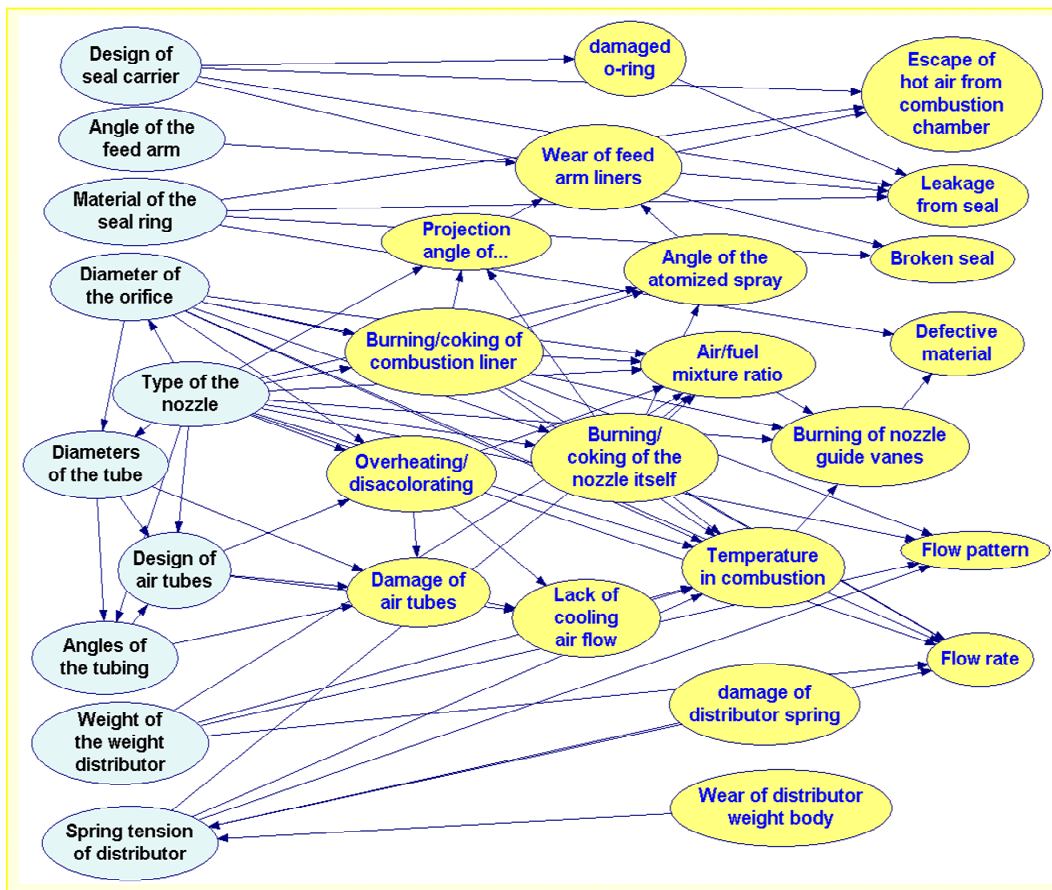 Design of
seal carrier
damaged
o-ring
Escape of
hot air from
combustion
chamber
Angle of the
feed arm
Wear of feed
arm liners
Material of the
seal ring
Leakage
from seal
Projection
angle of...
Angle of the
atomized spray
Broken seal
Diameter of
the orifice
Burning/coking of
combustion liner
Air/fuel
mixture ratio
Defective
material
Type of the
nozzle
Overheating/
disacolorating
Burning/
coking of the
nozzle itself
Burning of nozzle
guide vanes
Diameters
of the tube
Design of
air tubes
Damage of
air tubes
Lack of
cooling
air flow
Temperature
in combustion
Flow pattern
Angles of
the tubing
Flow rate
Weight of
the weight
distributor
damage of
distributor spring
Spring tension
of distributor
Wear of distributor
weight body